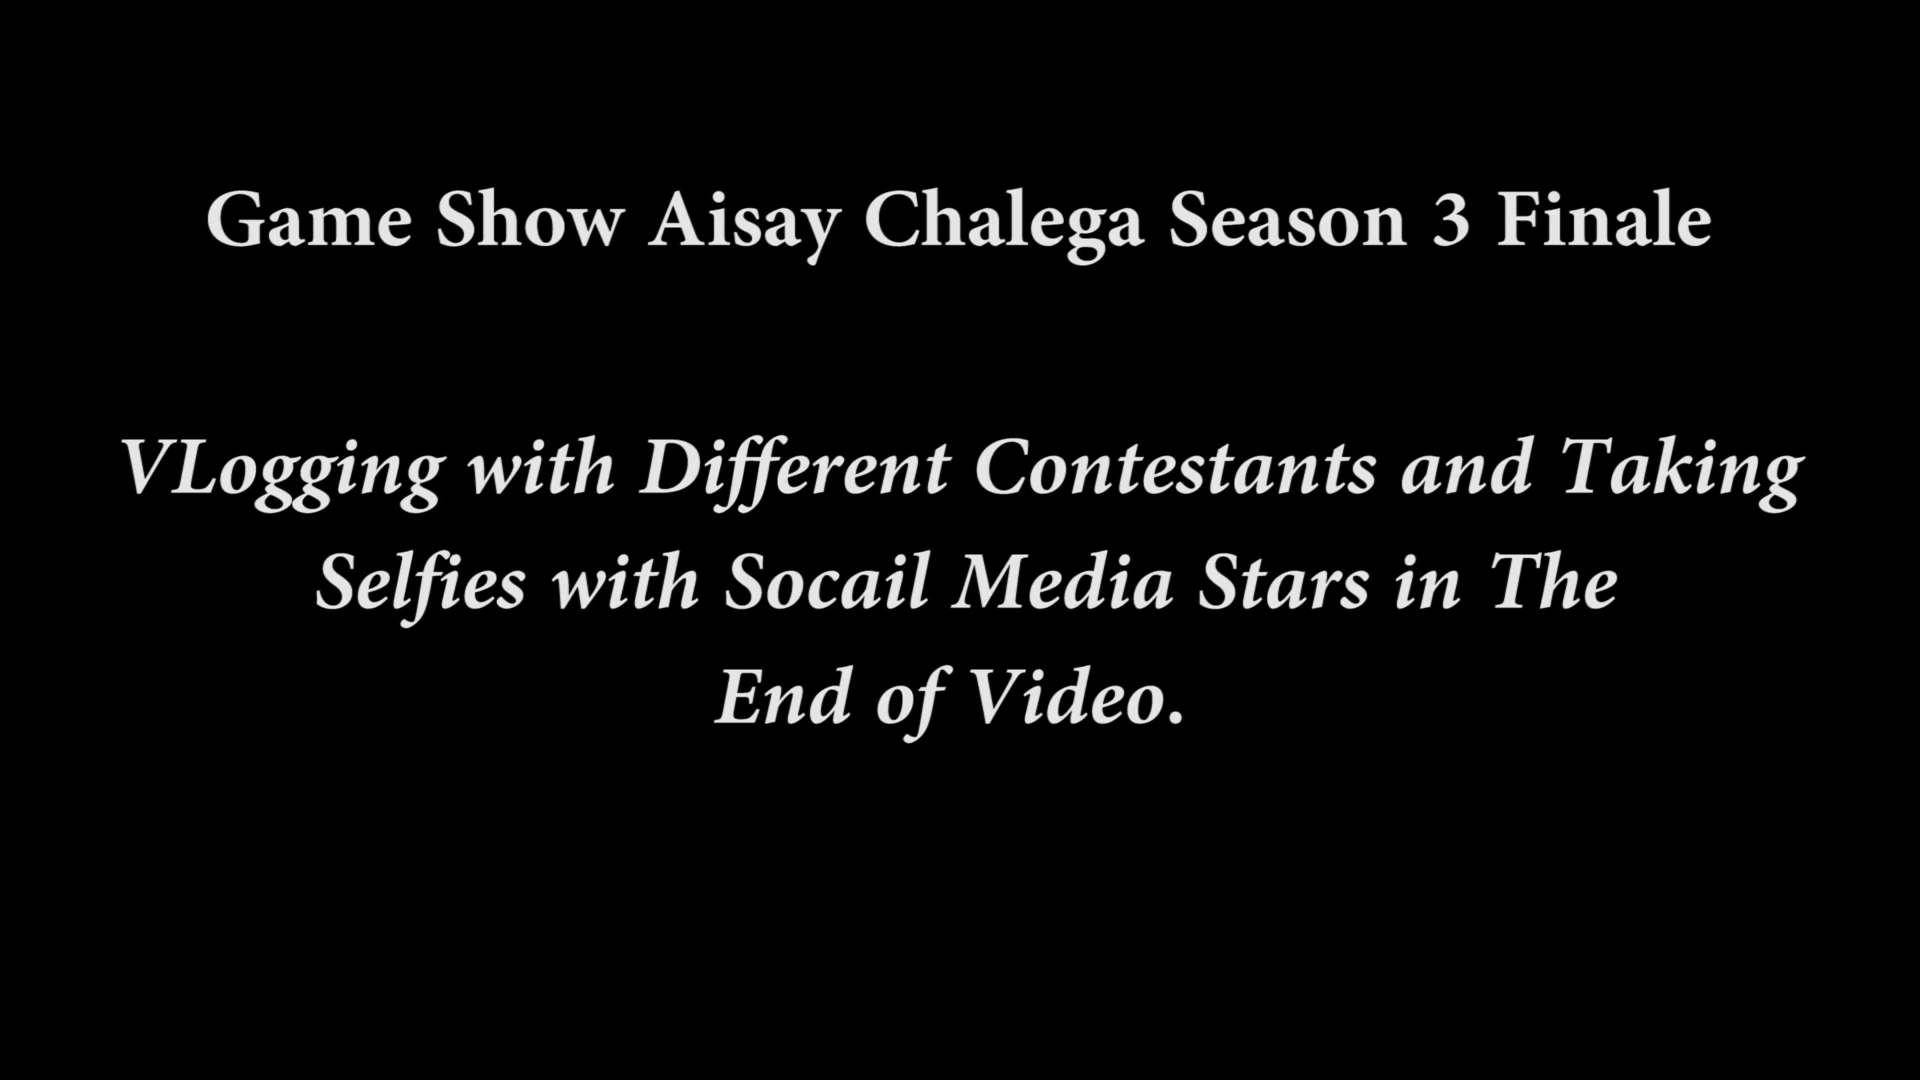 Game Show Aisay Chalega Season 3 Finale
VLogging with Different Contestants and Taking
Selfies with Socail Media Stars in The
End of Video.